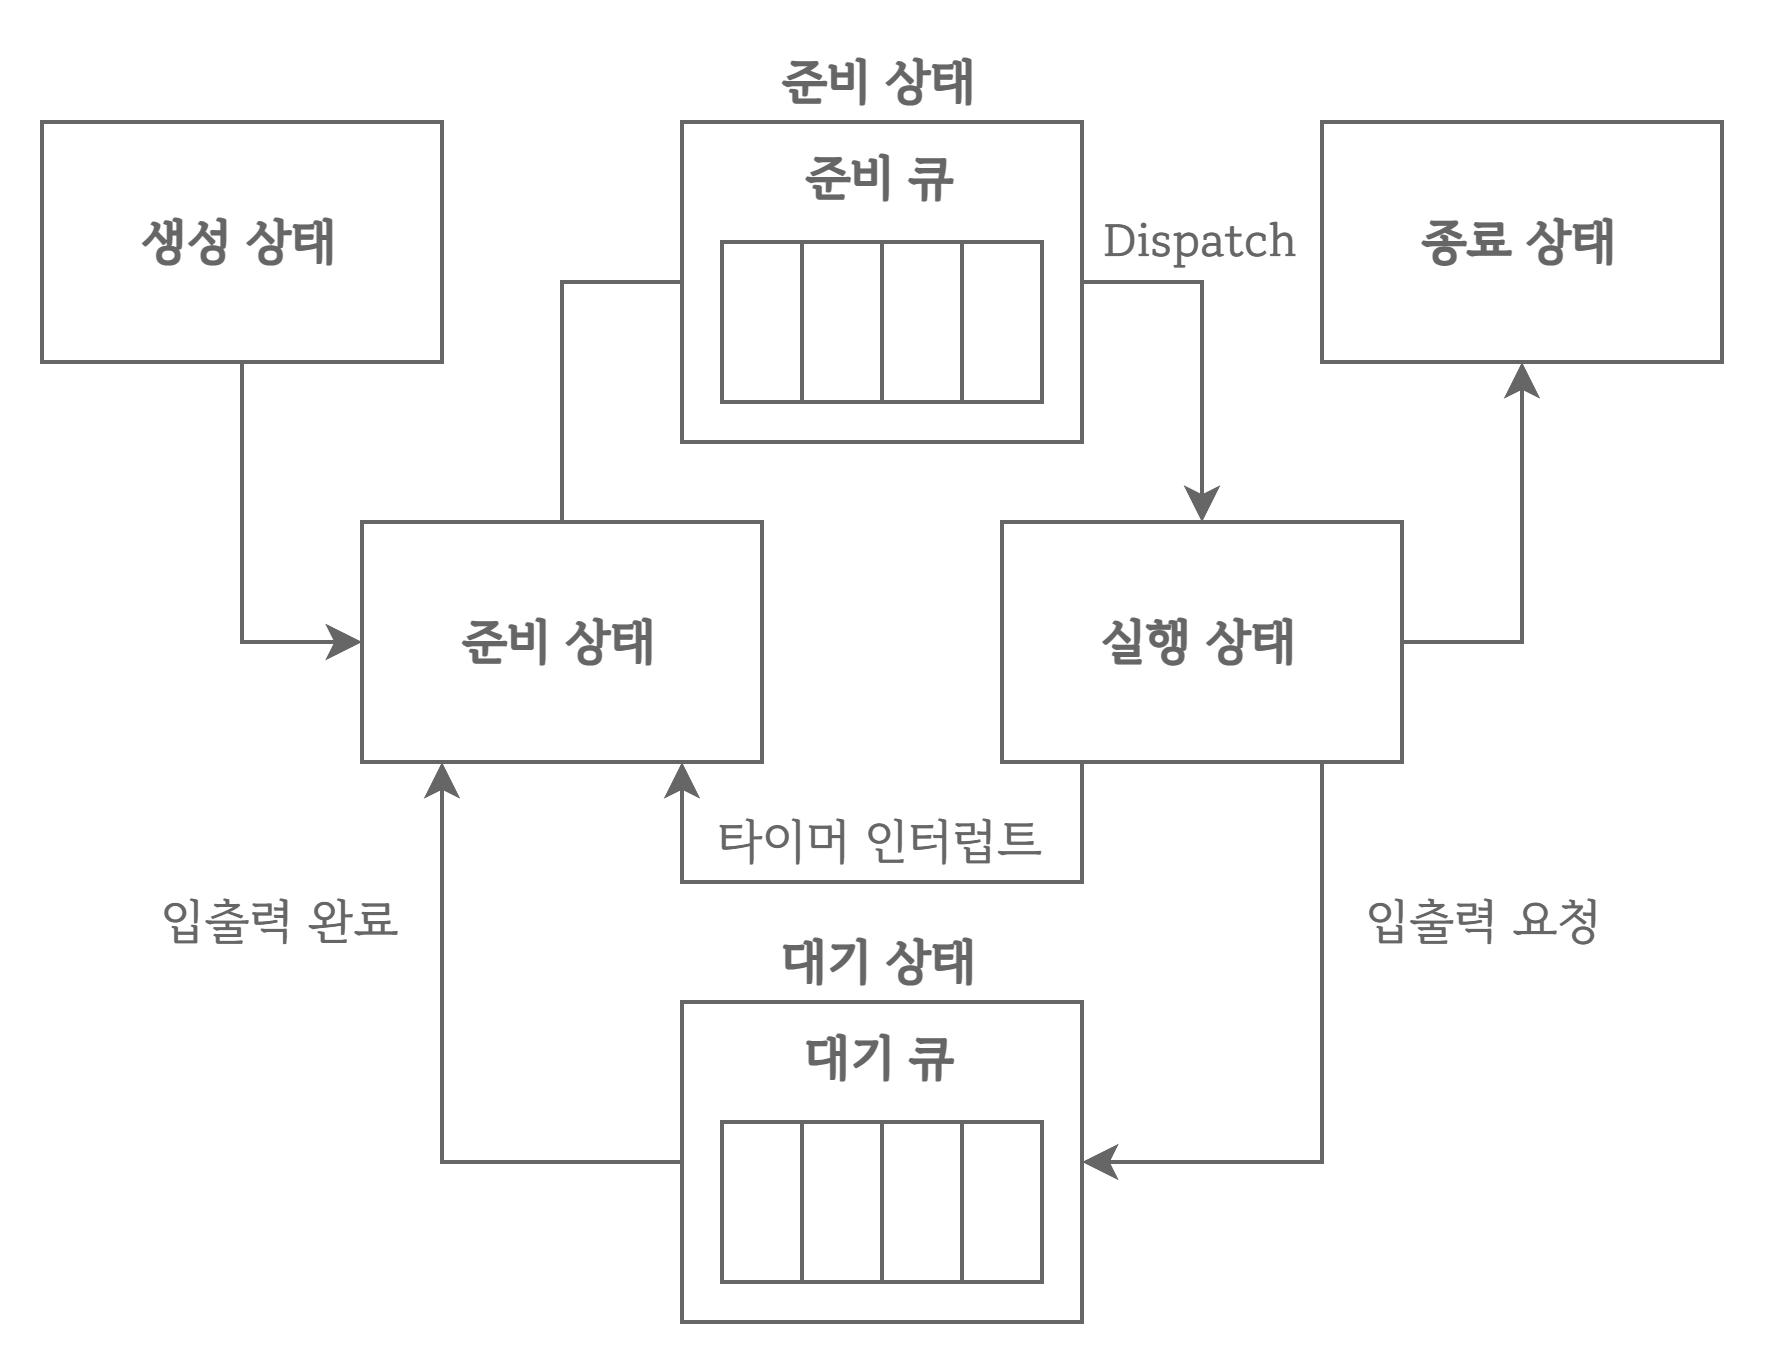 준비 상태
준비 큐
생성 상태
Dispatch
종료 상태
준비 상태
실행 상태
타이머 인터럽트
입출력 완료
입출력 요청
대기 상태
대기 큐